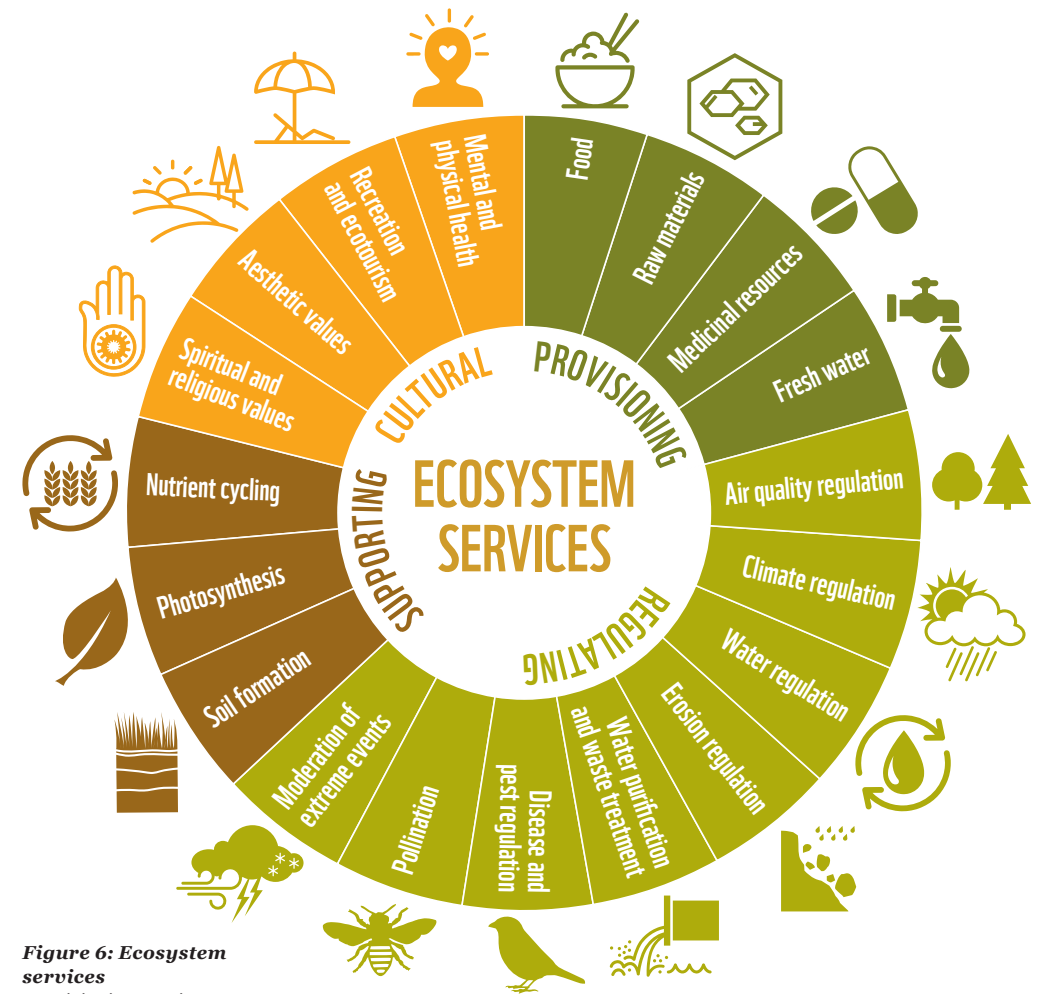 ECOSYSTEM
SERVICES
PROVISIONING
Food
Raw materials
Medicinal resources
Fresh water
REGULATING
Air quality regulation
Climate regulation
Water regulation
Erosion regulation
Water purification
and waste treatment
Disease and
pest regulation
Pollination
Moderation of
extreme events
SUPPORTING
Soil formation
Photosynthesis
Nutrient cycling
CULTURAL
Spiritual and
religious values
Aesthetic values
Recreation
and ecotourism
Mental and
physical health
Figure 6: Ecosystem
services